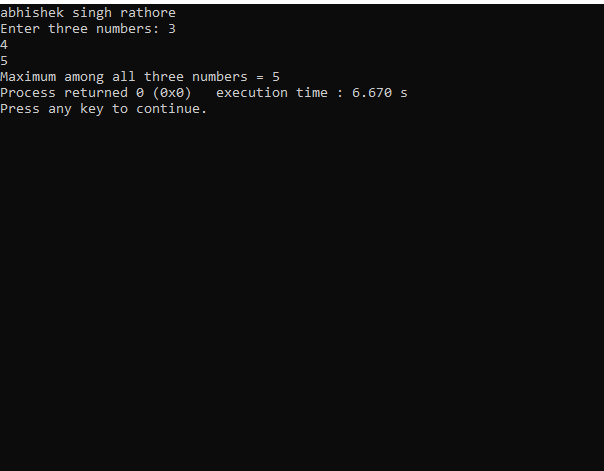 abhishek singh rathore
Enter three numbers: 3
4
5
Maximum among all three numbers = 5
Process returned 0 (0x0)   execution time : 6.670 s
Press any key to continue.